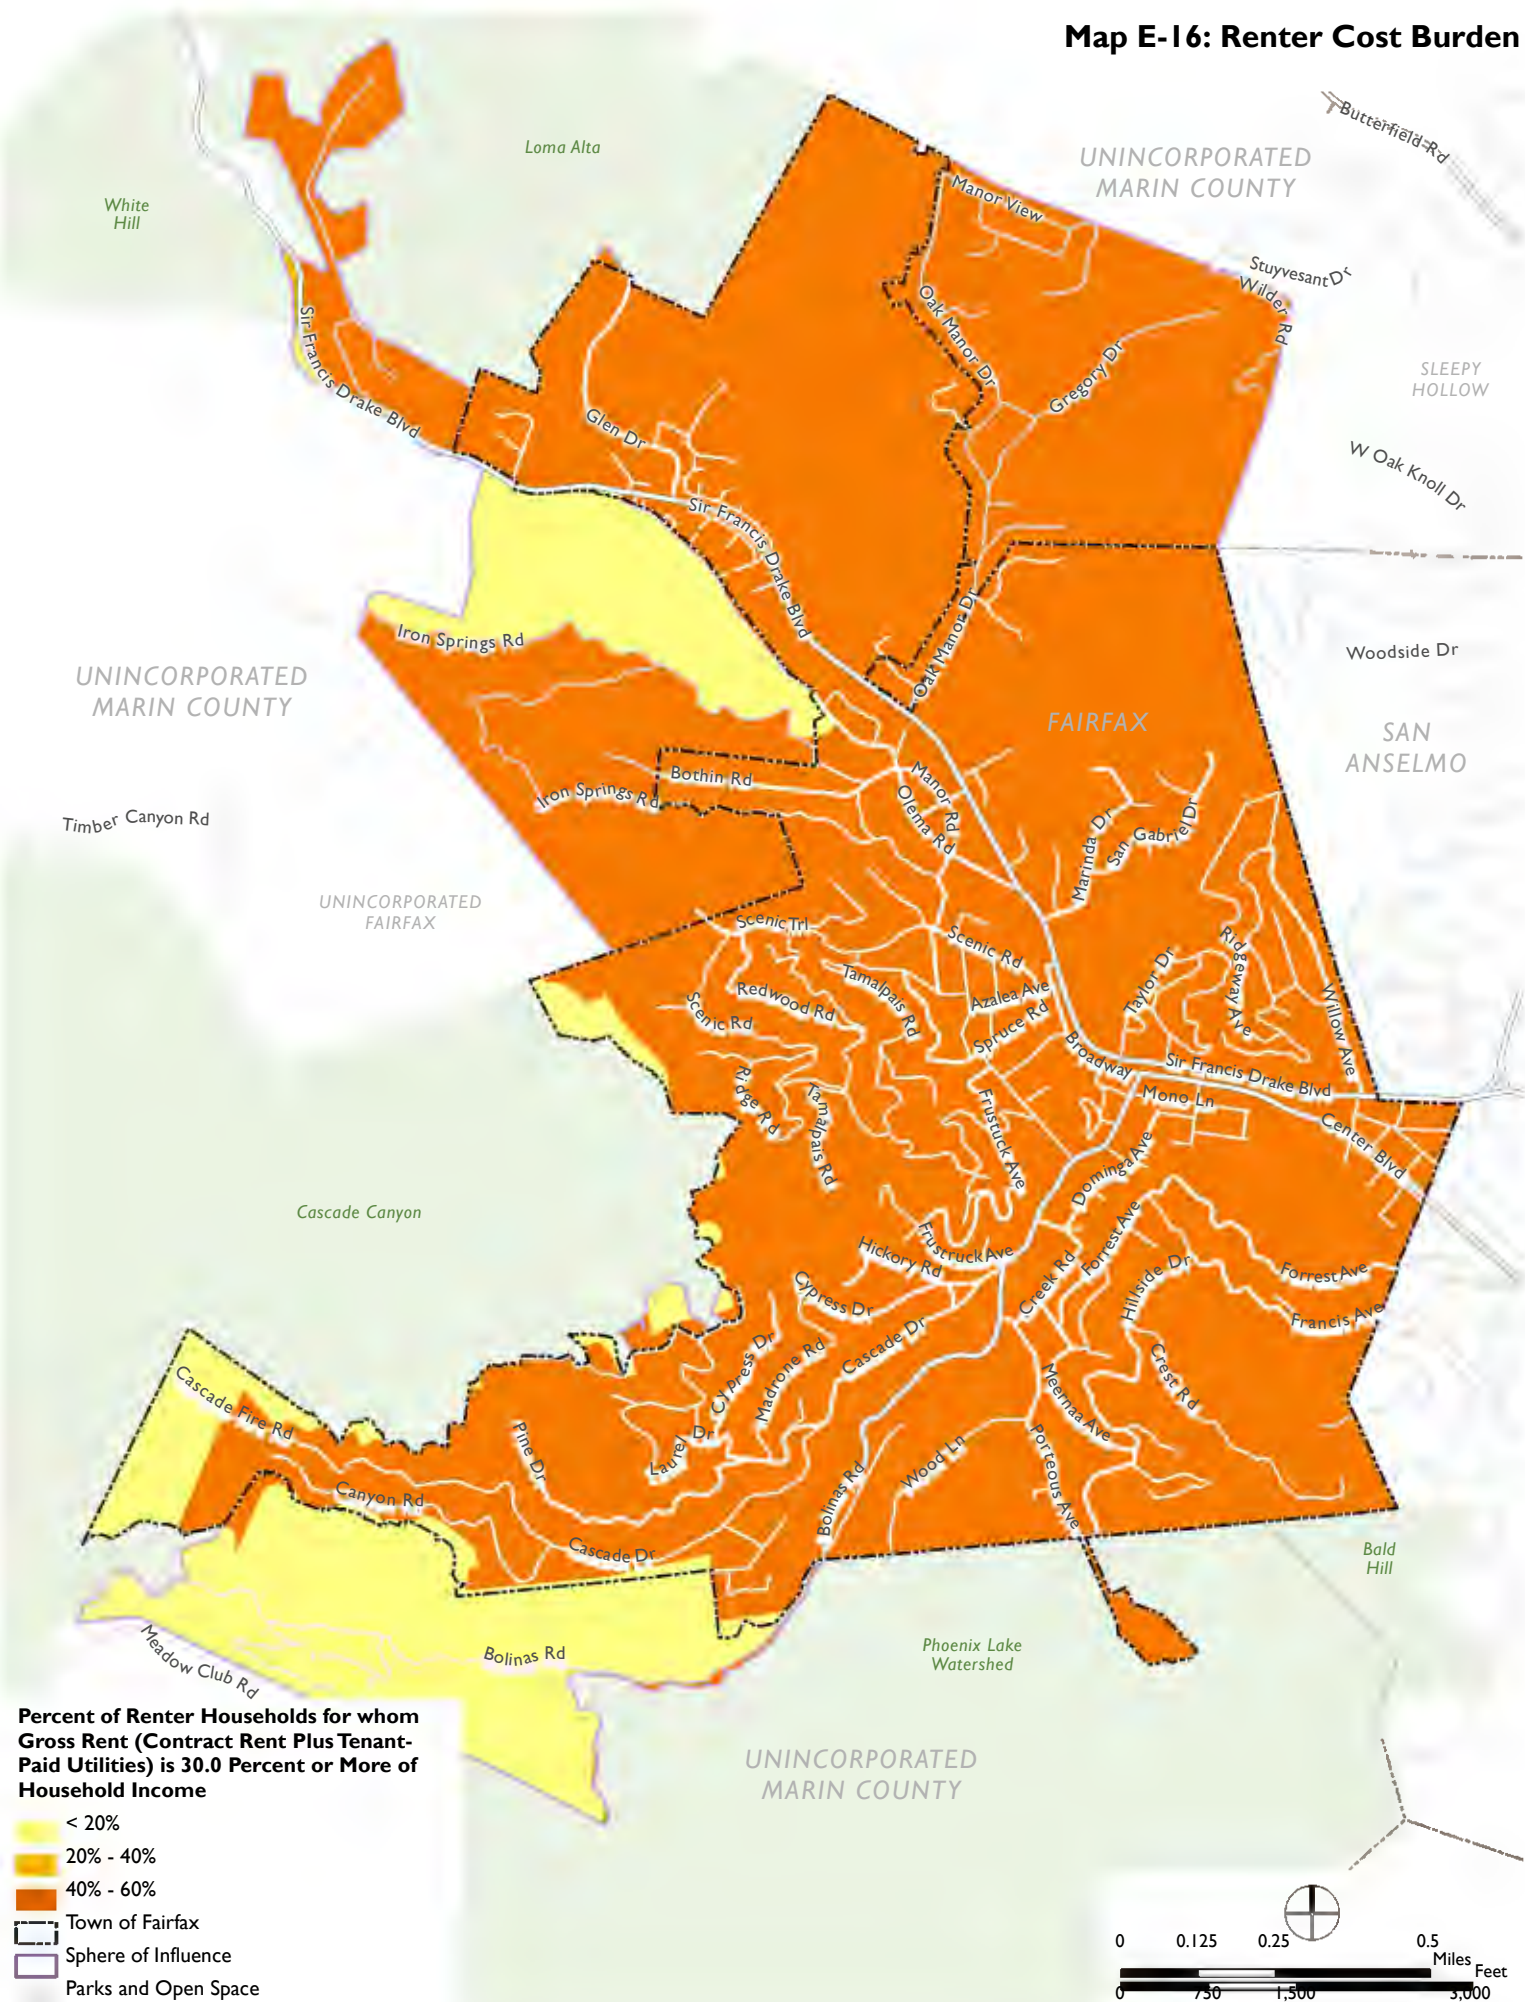 Map E-16: Renter Cost Burden
Butterfield Rd
Loma Alta
UNINCORPORATED
MARIN COUNTY
White
Hill
Manor View
Stuyvesant Dr
Wilder Rd
Oak Manor Dr
Sir Francis Drake Blvd
Gregory Dr
SLEEPY
HOLLOW
Glen Dr
W Oak Knoll Dr
Sir Francis Drake Blvd
Iron Springs Rd
Oak Manor Dr
Woodside Dr
UNINCORPORATED
MARIN COUNTY
FAIRFAX
SAN
ANSELMO
Bothin Rd
Manor Rd
Iron Springs Rd
Olema Rd
Timber Canyon Rd
Marinda Dr
San Gabriel Dr
UNINCORPORATED
FAIRFAX
Scenic Trl
Scenic Rd
Ridgeway Ave
Tamalpais Rd
Taylor Dr
Redwood Rd
Azalea Ave
Scenic Rd
Spruce Rd
Willow Ave
Broadway
Sir Francis Drake Blvd
Ridge Rd
Tamalpais Rd
Frustuck Ave
Mono Ln
Center Blvd
Dominga Ave
Cascade Canyon
Forrest Ave
Frustruck Ave
Hickory Rd
Creek Rd
Hillside Dr
Forrest Ave
Cypress Dr
Francis Ave
Cascade Dr
Cypress Dr
Madrone Rd
Crest Rd
Cascade Fire Rd
Meernaa Ave
Pine Dr
Laurel Dr
Wood Ln
Porteous Ave
Canyon Rd
Bolinas Rd
Cascade Dr
Bald
Hill
Meadow Club Rd
Bolinas Rd
Phoenix Lake
Watershed
UNINCORPORATED
MARIN COUNTY
Percent of Renter Households for whom
Gross Rent (Contract Rent Plus Tenant-
Paid Utilities) is 30.0 Percent or More of
Household Income
< 20%
20% - 40%
40% - 60%
Town of Fairfax
Sphere of Influence
Parks and Open Space
0 0.125 0.25 0.5
Miles
Feet
0 750 1,500 3,000